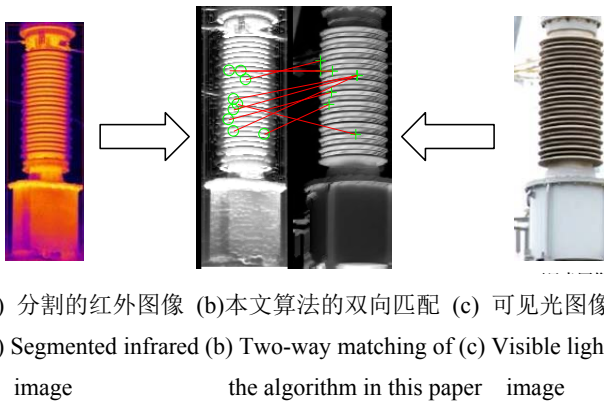 ) 分割的红外图像 (b)本文算法的双向匹配 (c) 可见光图像
) Segmented infrared (b) Two-way matching of (c) Visible ligh
image the algorithm in this paper image